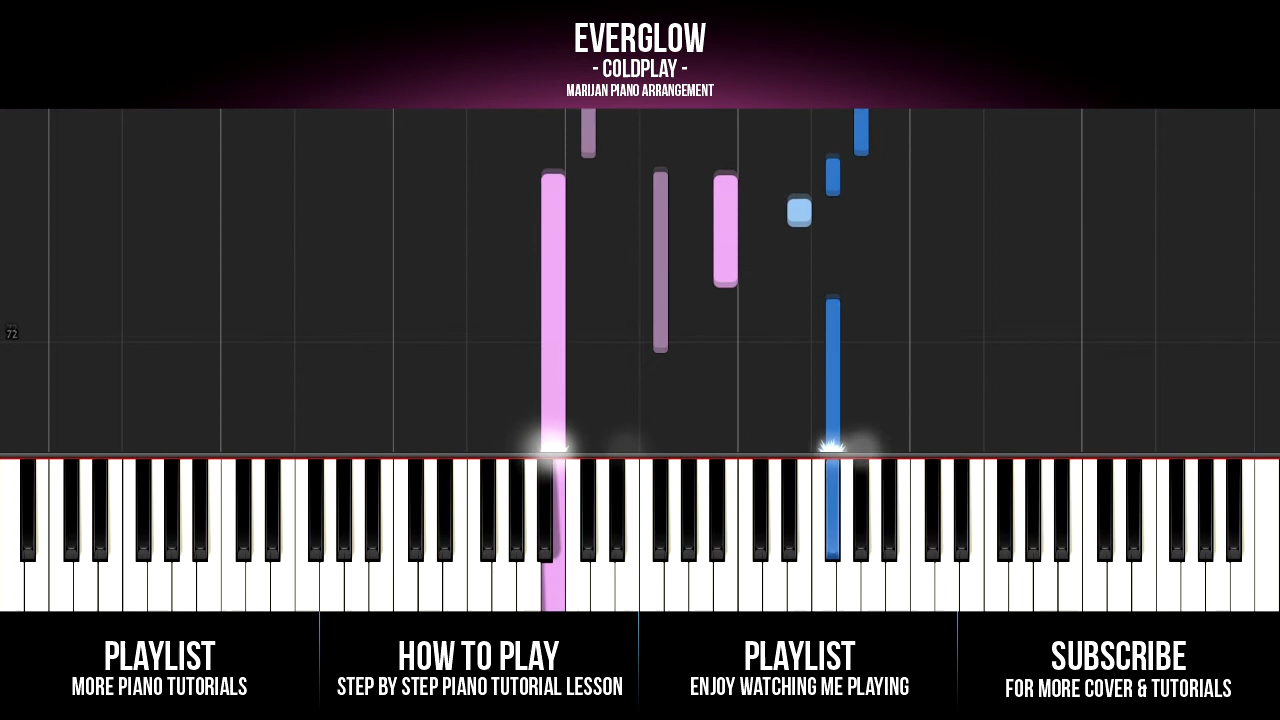 EVERGLOW
- COLDPLAY -
MARIJAN PIANO ARRANGEMENT
72
PLAYLIST
MORE PIANO TUTORIALS
HOW TO PLAY
STEP BY STEP PIANO TUTORIAL LESSON
PLAYLIST
ENJOY WATCHING ME PLAYING
SUBSCRIBE
FOR MORE COVER & TUTORIALS